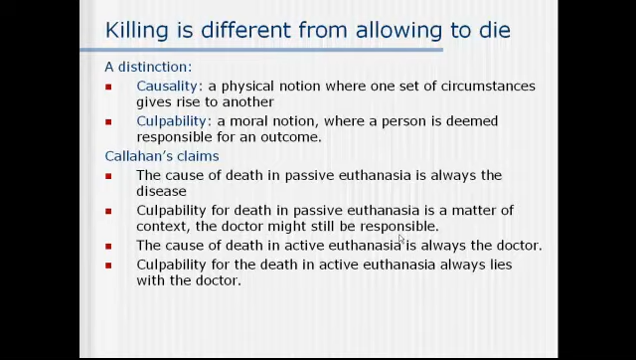 Killing is different from allowing to die
A distinction:
Causality: a physical notion where one set of circumstances
gives rise to another
Culpability: a moral notion, where a person is deemed
responsible for an outcome.
Callahan's claims
The cause of death in passive euthanasia is always the
disease
Culpability for death in passive euthanasia is a matter of
context, the doctor might still be responsible.
The cause of death in active euthanasia is always the doctor.
Culpability for the death in active euthanasia always lies
with the doctor.